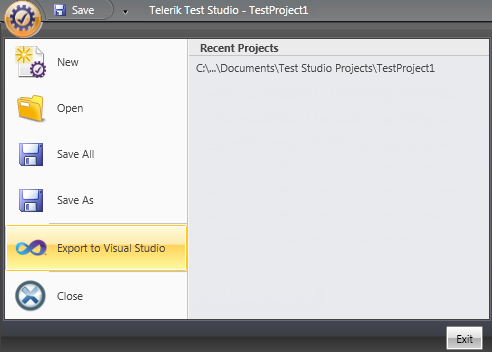 Save
Telerik Test Studio - TestProject1
New
Open
Save All
Save As
Export to Visual Studio
Close
Recent Projects
C:\...\Documents\Test Studio Projects\TestProject1
Exit